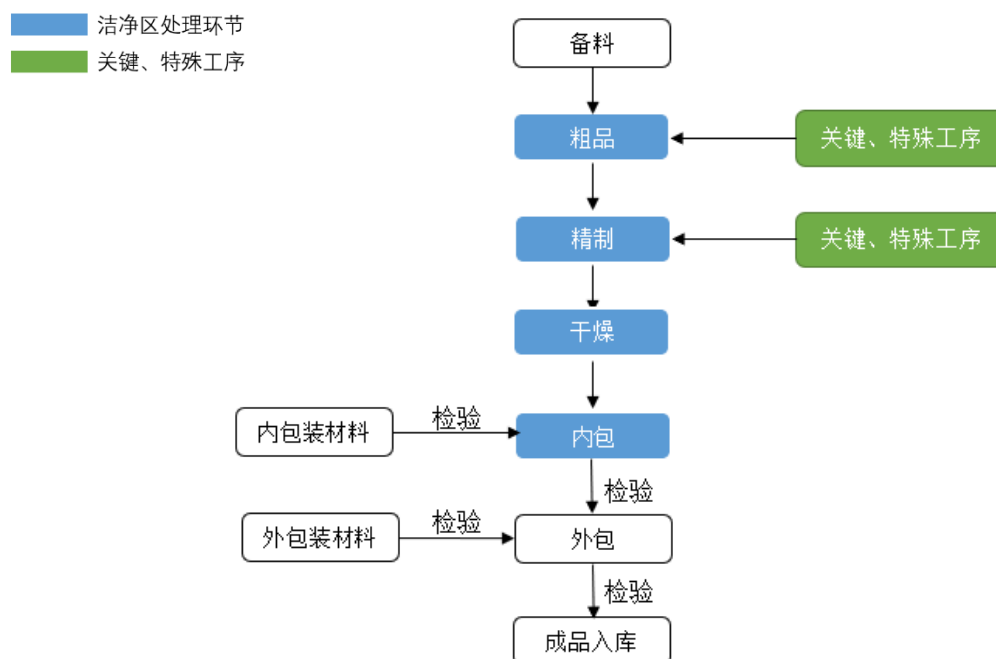 洁净区处理环节
关键、特殊工序
备料
粗品
关键、特殊工序
精制
关键、特殊工序
干燥
内包装材料
检验
内包
检验
外包装材料
检验
外包
检验
成品入库